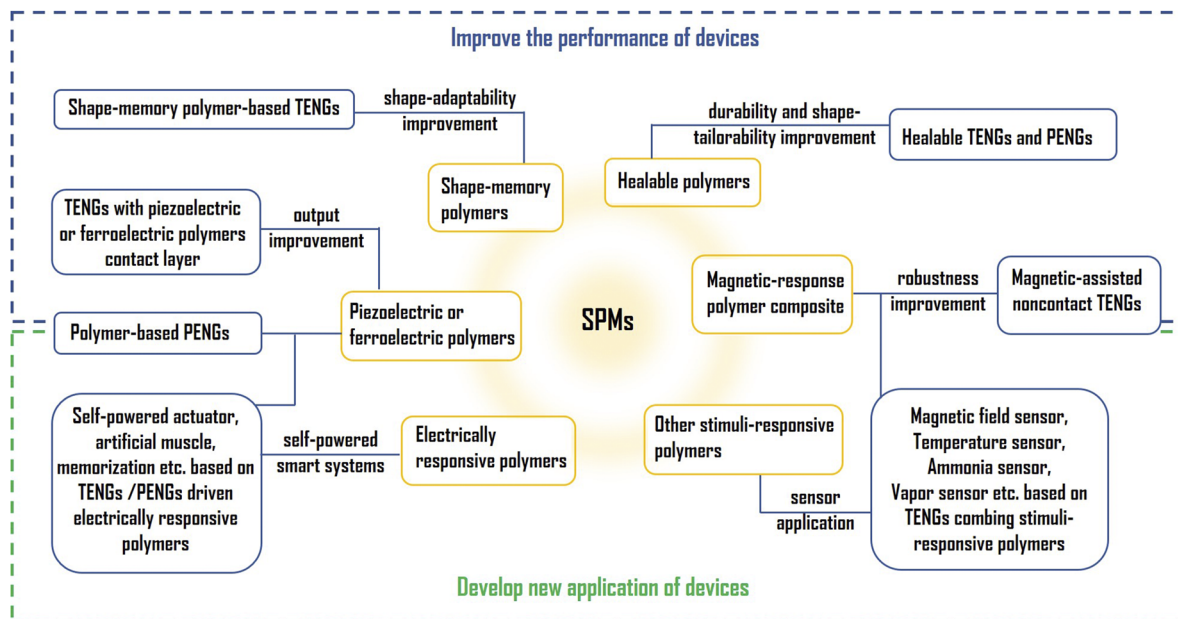 Improve the performance of devices
Shape-memory polymer-based TENGs
shape-adaptability
improvement
Shape-memory
polymers
durability and shape-
tailorability improvement
Healable TENGs and PENGs
Healable polymers
TENGs with piezoelectric
or ferroelectric polymers
contact layer
output
improvement
Piezoelectric or
ferroelectric polymers
Polymer-based PENGs
SPMs
Magnetic-response
polymer composite
robustness
improvement
Magnetic-assisted
noncontact TENGs
Self-powered actuator,
artificial muscle,
memorization etc. based on
TENGs /PENGs driven
electrically responsive
polymers
self-powered
smart systems
Electrically
responsive polymers
Other stimuli-responsive
polymers
sensor
application
Magnetic field sensor,
Temperature sensor,
Ammonia sensor,
Vapor sensor etc. based on
TENGs combing stimuli-
responsive polymers
Develop new application of devices